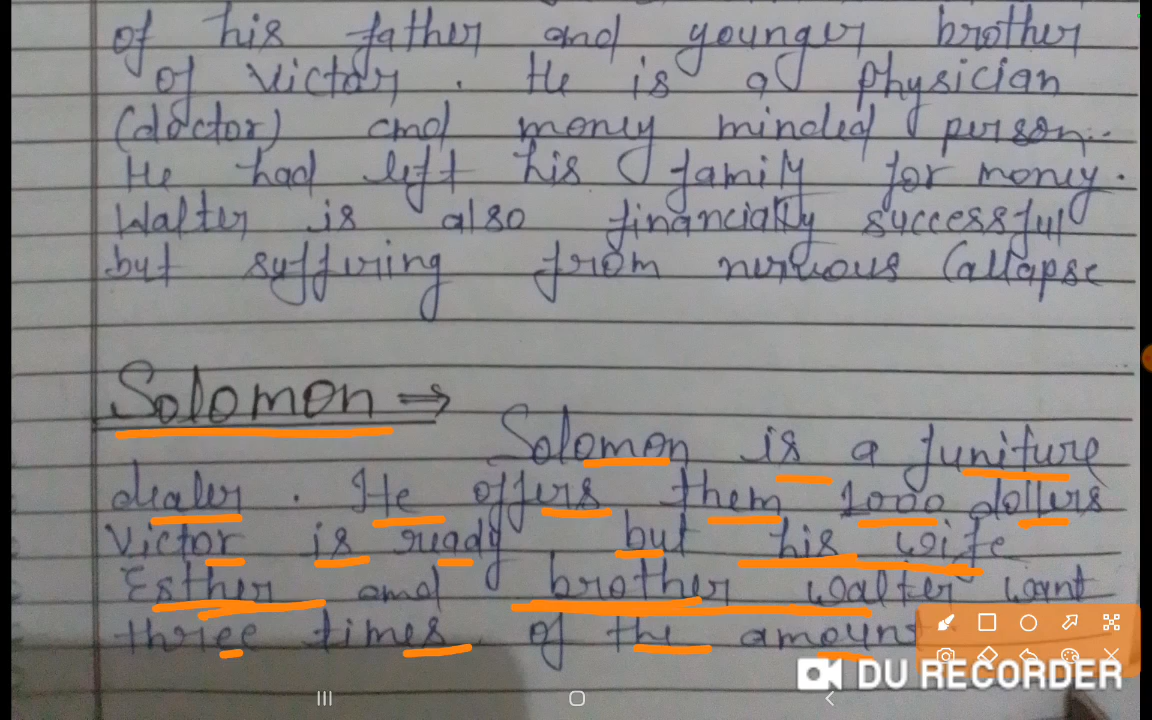 of his father and younger brother
of Victor. He is a physician
(doctor) and money minded person..
He had left his family for money.
Walter is also financially successful
but suffering from nervous Collapse
Solomon ⇒
Solomon is a funiture
dealer. He offers them 1000 dollers
Victor is ready but his wife
Esther and brother walter want
three times of the amount
DU RECORDER